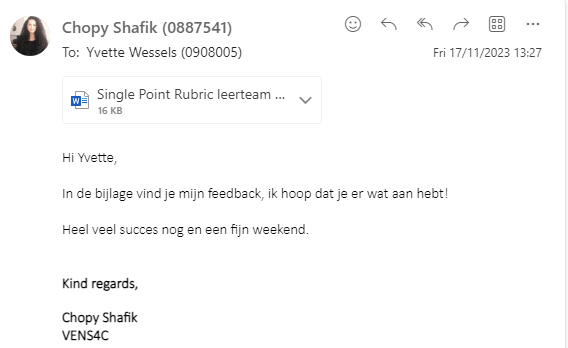 Chopy Shafik (0887541)
To: Yvette Wessels (0908005)
Fri 17/11/2023 13:27
Single Point Rubric leerteam ...
16 KB
Hi Yvette,
In de bijlage vind je mijn feedback, ik hoop dat je er wat aan hebt!
Heel veel succes nog en een fijn weekend.
Kind regards,
Chopy Shafik
VENS4C